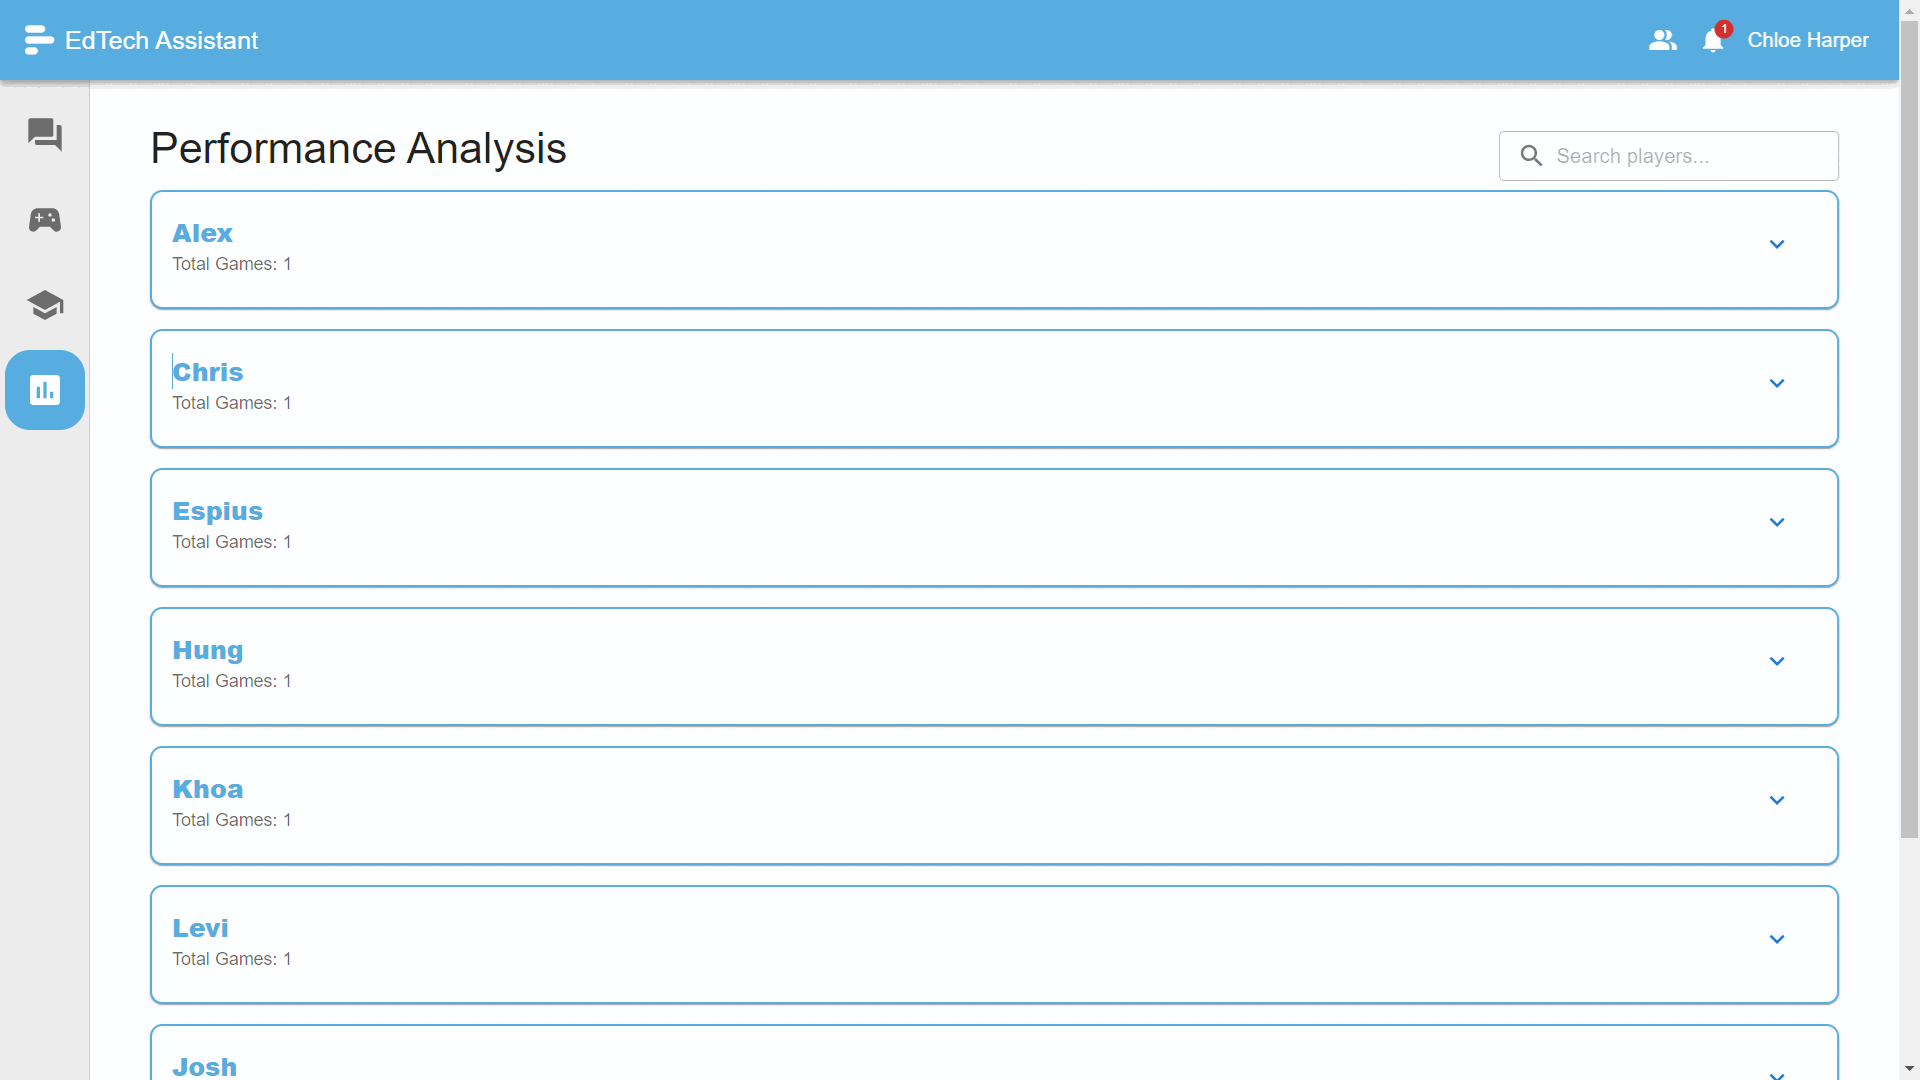 EdTech Assistant
1
Chloe Harper
Performance Analysis
Search players...
Alex
Total Games: 1
Chris
Total Games: 1
Espius
Total Games: 1
Hung
Total Games: 1
Khoa
Total Games: 1
Levi
Total Games: 1
Josh